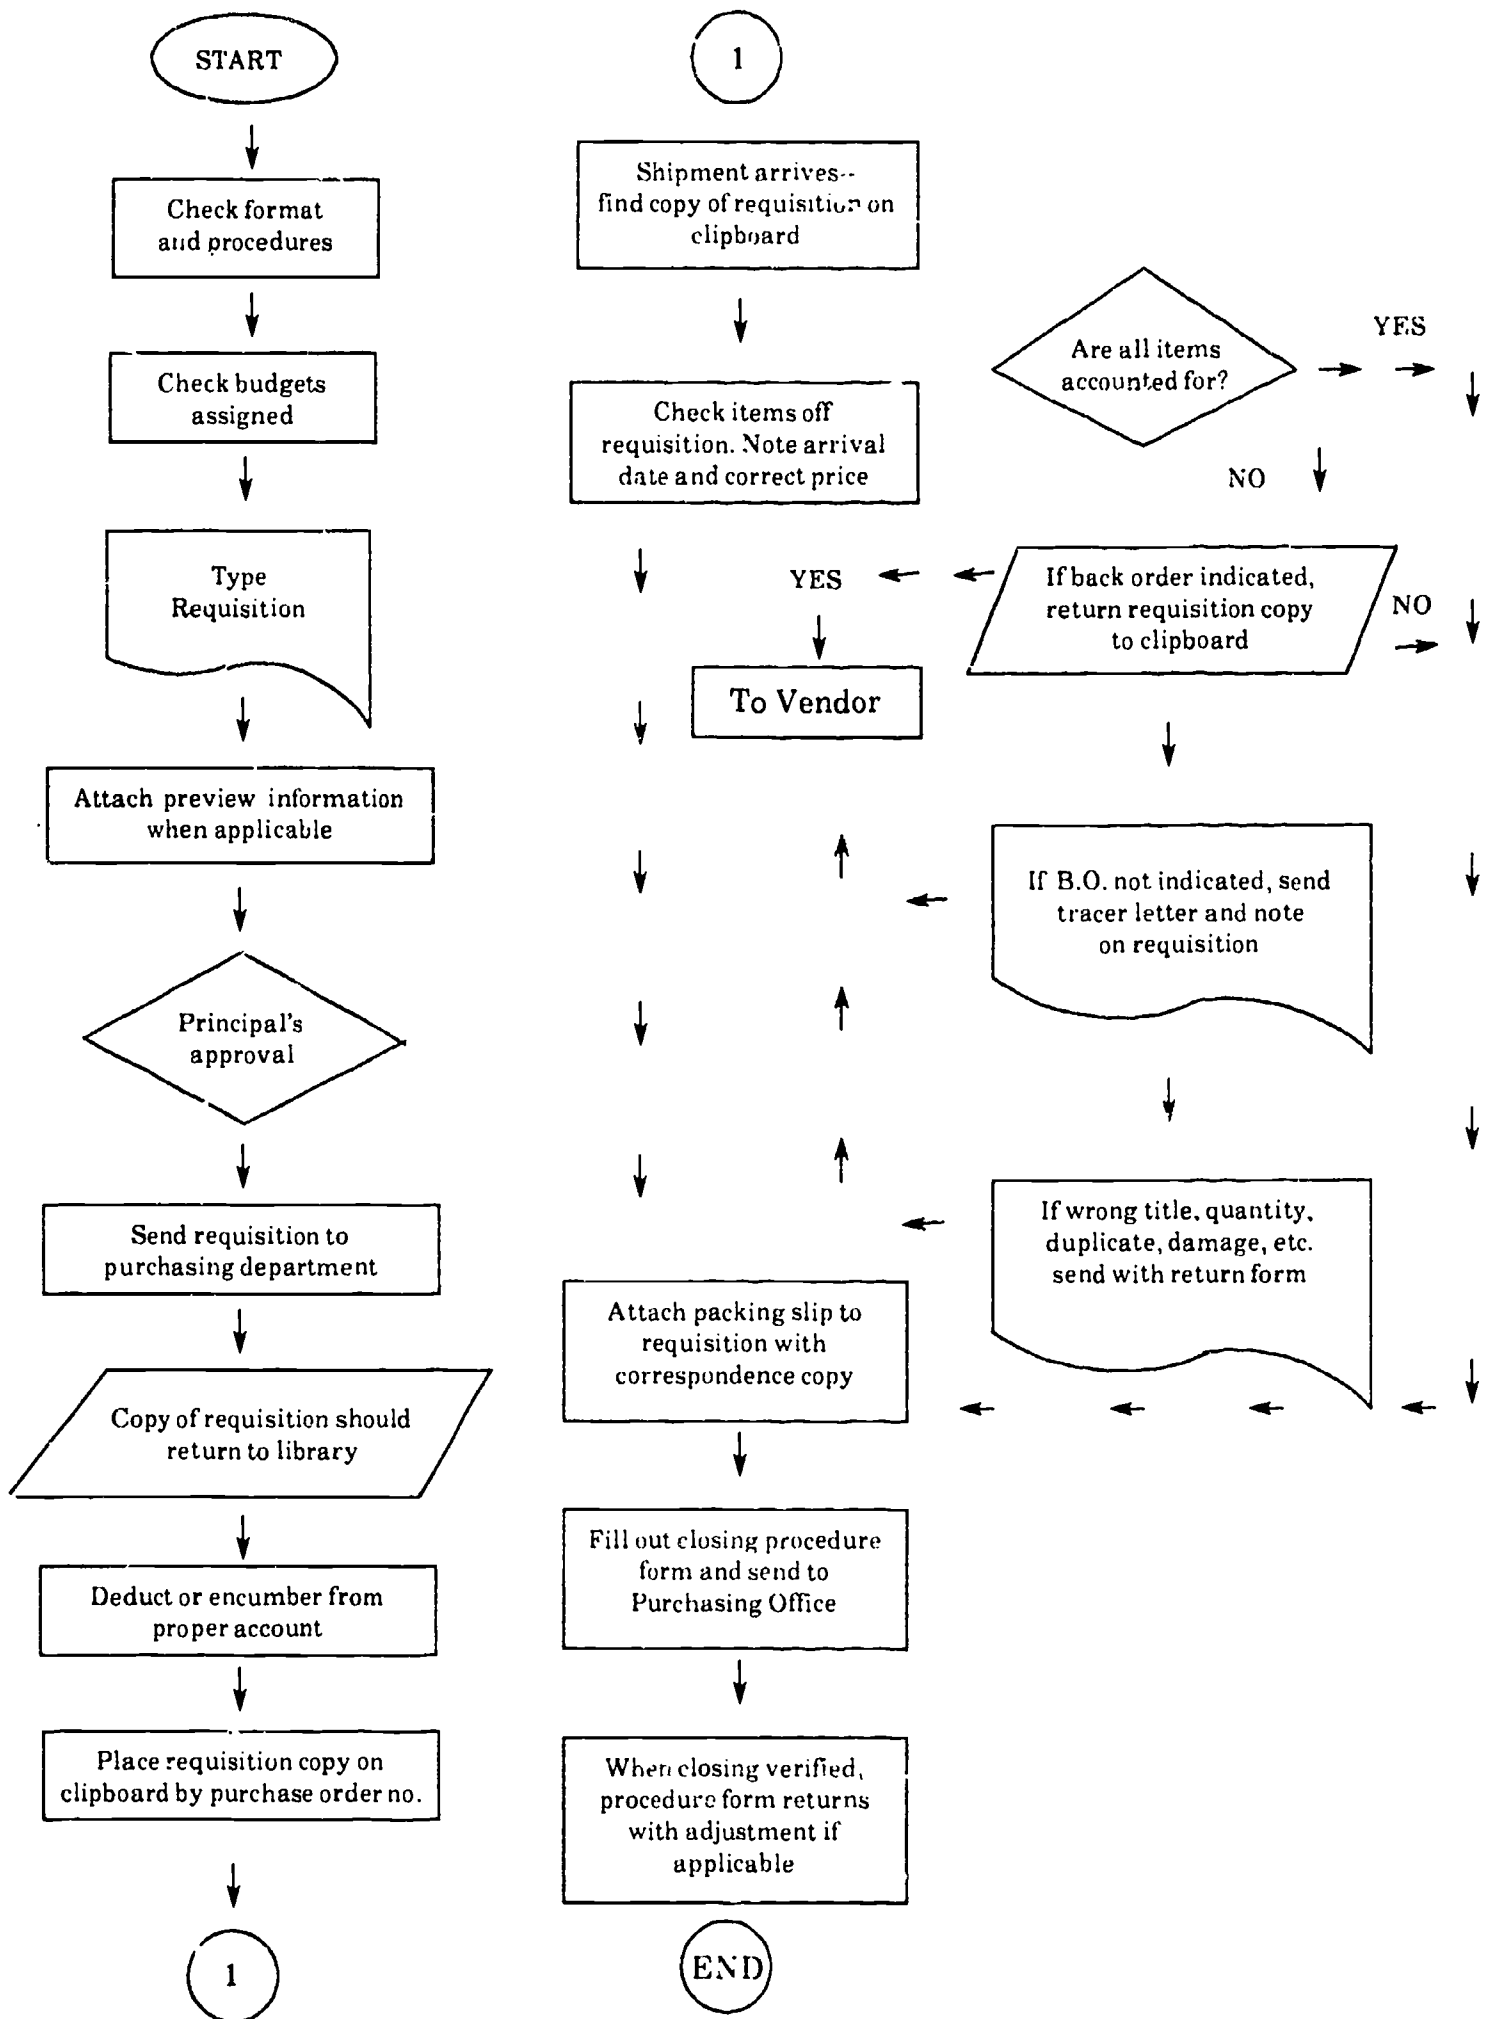 START
Check format
and procedures
Check budgets
assigned
Type
Requisition
Attach preview information
when applicable
Principal's
approval
Send requisition to
purchasing department
Copy of requisition should
return to library
Deduct or encumber from
proper account
Place requisition copy on
clipboard by purchase order no.
1
1
Shipment arrives--
find copy of requisition on
clipboard
Check items off
requisition. Note arrival
date and correct price
Are all items
accounted for?
YES
NO
If back order indicated,
return requisition copy
to clipboard
YES
NO
To Vendor
If B.O. not indicated, send
tracer letter and note
on requisition
If wrong title, quantity,
duplicate, damage, etc.
send with return form
Attach packing slip to
requisition with
correspondence copy
Fill out closing procedure
form and send to
Purchasing Office
When closing verified,
procedure form returns
with adjustment if
applicable
END